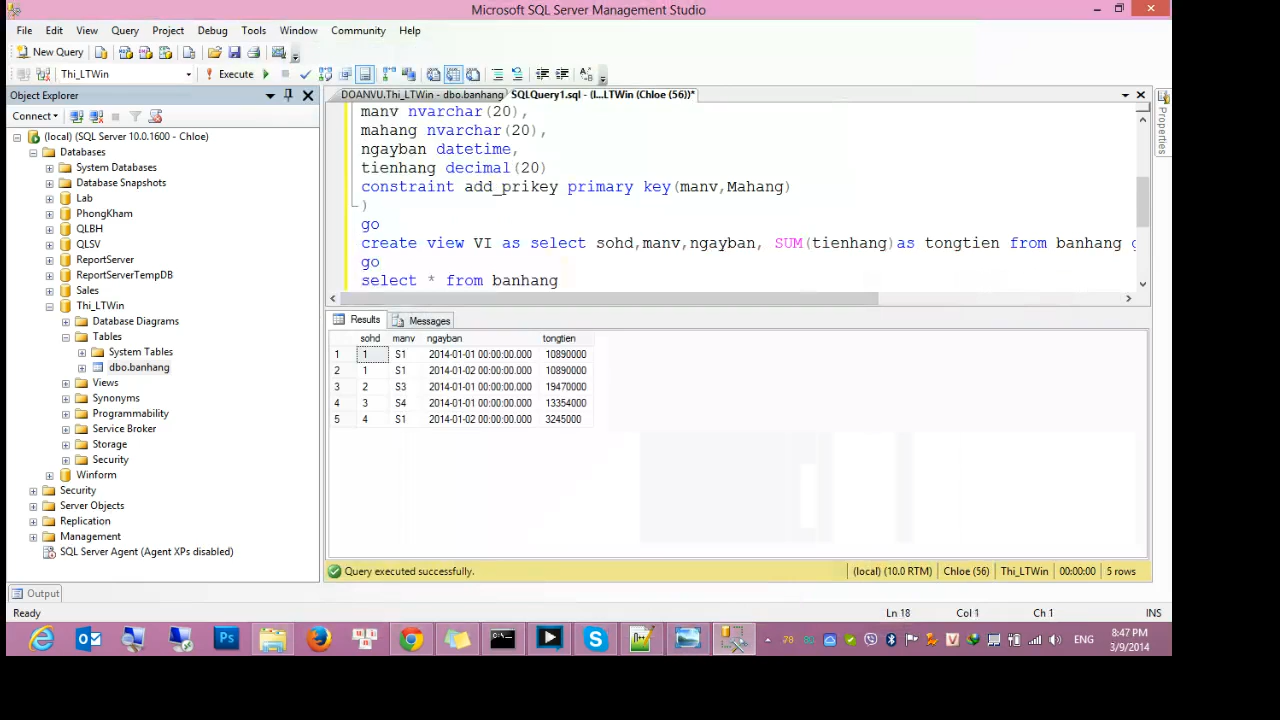 Microsoft SQL Server Management Studio
File Edit View Query Project Debug Tools Window Community Help
New Query
Thi_LTWin Execute
Object Explorer
Connect
(local) (SQL Server 10.0.1600 - Chloe)
Databases
System Databases
Database Snapshots
Lab
PhongKham
QLBH
QLSV
ReportServer
ReportServerTempDB
Sales
Thi_LTWin
Database Diagrams
Tables
System Tables
dbo.banhang
Views
Synonyms
Programmability
Service Broker
Storage
Security
Winform
Security
Server Objects
Replication
Management
SQL Server Agent (Agent XPs disabled)
DOANVU.Thi_LTWin - dbo.banhang SQLQuery1.sql - (l...LTWin (Chloe (56))*
manv nvarchar(20),
mahang nvarchar(20),
ngayban datetime,
tienhang decimal(20)
constraint add_prikey primary key(manv,Mahang)
)
go
create view VI as select sohd,manv,ngayban, SUM(tienhang)as tongtien from banhang
go
select * from banhang
Results Messages
sohd manv ngayban tongtien
1 1 S1 2014-01-01 00:00:00.000 10890000
2 1 S1 2014-01-02 00:00:00.000 10890000
3 2 S3 2014-01-01 00:00:00.000 19470000
4 3 S4 2014-01-01 00:00:00.000 13354000
5 4 S1 2014-01-02 00:00:00.000 3245000
Query executed successfully. (local) (10.0 RTM) Chloe (56) Thi_LTWin 00:00:00 5 rows
Properties
Output
Ready Ln 18 Col 1 Ch 1 INS
ENG
8:47 PM
3/9/2014